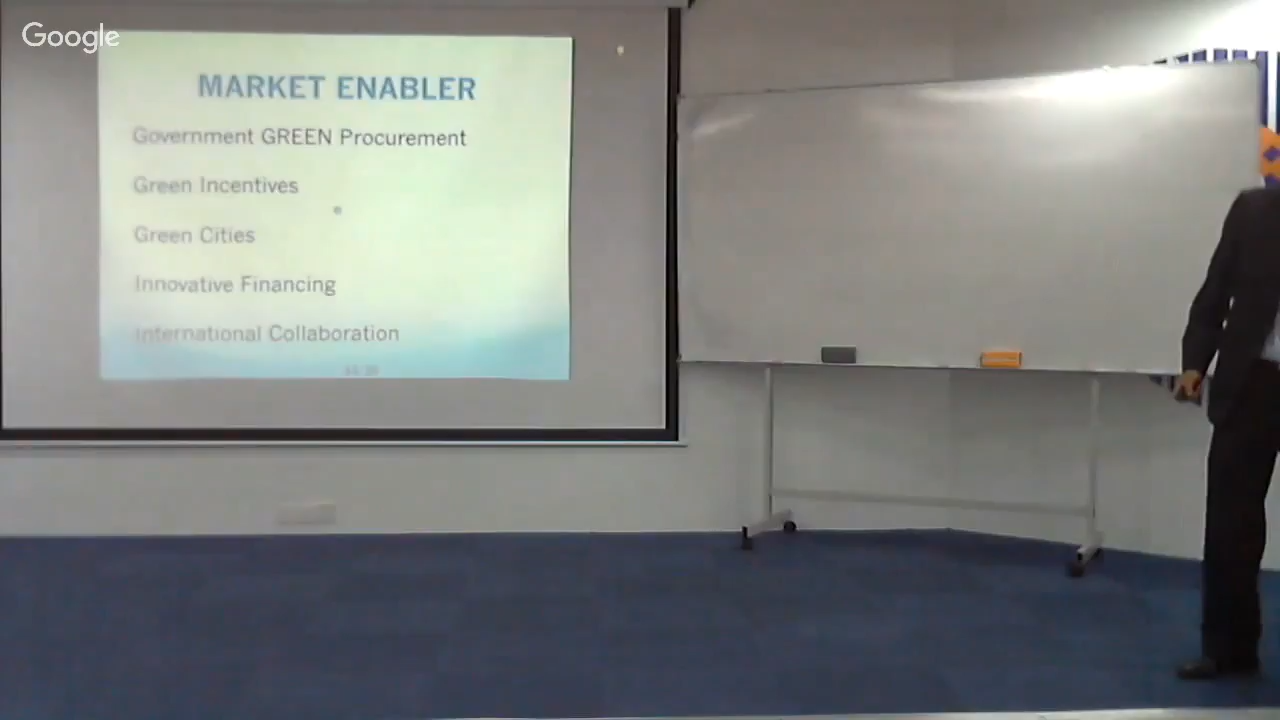 Google
MARKET ENABLER
Government GREEN Procurement
Green Incentives
Green Cities
Innovative Financing
International Collaboration